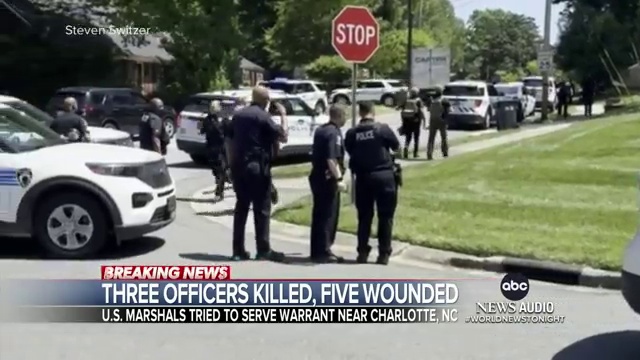 Steven Switzer
STOP
POLICE
BREAKING NEWS
THREE OFFICERS KILLED, FIVE WOUNDED
U.S. MARSHALS TRIED TO SERVE WARRANT NEAR CHARLOTTE, NC
abc
NEWS AUDIO
#WORLDNEWSTONIGHT